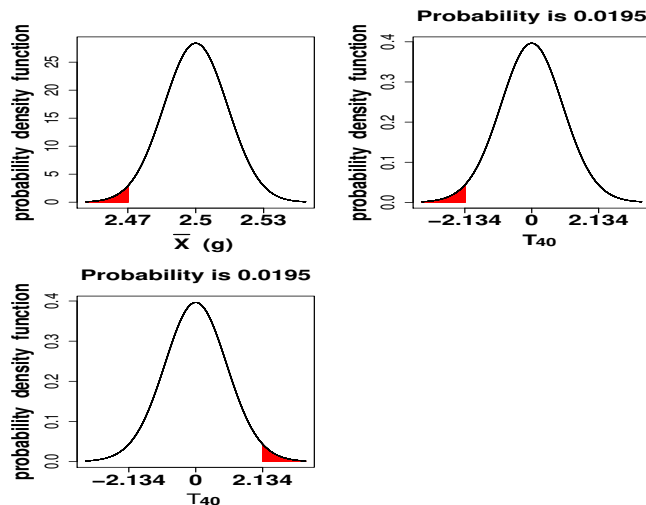 probability density function
25
20
15
10
5
0
2.47 2.5 2.53
X̅ (g)
Probability is 0.0195
probability density function
0.4
0.3
0.2
0.1
0.0
−2.134 0 2.134
T₄₀
Probability is 0.0195
probability density function
0.4
0.3
0.2
0.1
0.0
−2.134 0 2.134
T₄₀